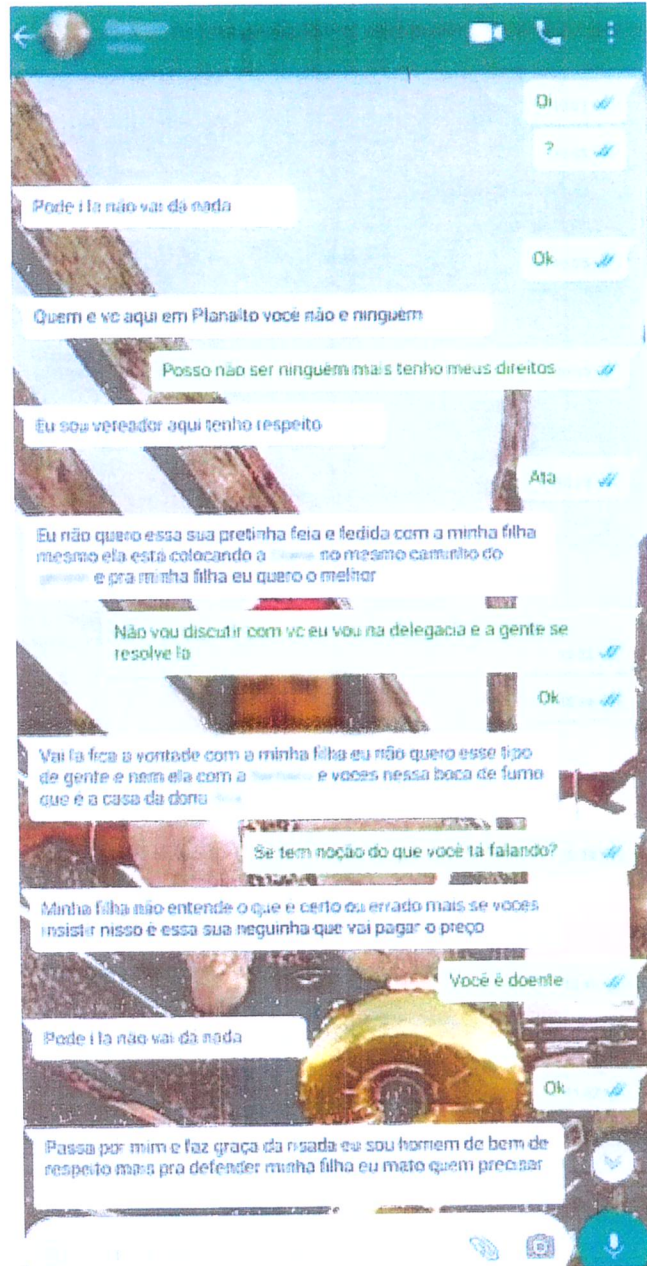 Oi
?
Pode i la não vai dá nada
Ok
Quem e vc aqui em Planalto você não e ninguém
Posso não ser ninguém mais tenho meus direitos
Eu sou vereador aqui tenho respeito
Ata
Eu não quero essa sua pretinha feia e fedida com a minha filha
mesmo ela está colocando a no mesmo caminho do
e pra minha filha eu quero o melhor
Não vou discutir com vc eu vou na delegacia e a gente se
resolve la
Ok
Vai la fica a vontade com a minha filha eu não quero esse tipo
de gente e nem ela com a e voces nessa boca de fumo
que é a casa da dona
Se tem noção do que você tá falando?
Minha filha não entende o que e certo ou errado mais se voces
insistir nisso é essa sua neguinha que vai pagar o preço
Você é doente
Pode i la não vai dá nada
Ok
Passa por mim e faz graça da risada eu sou homem de bem de
respeito mais pra defender minha filha eu mato quem precisar